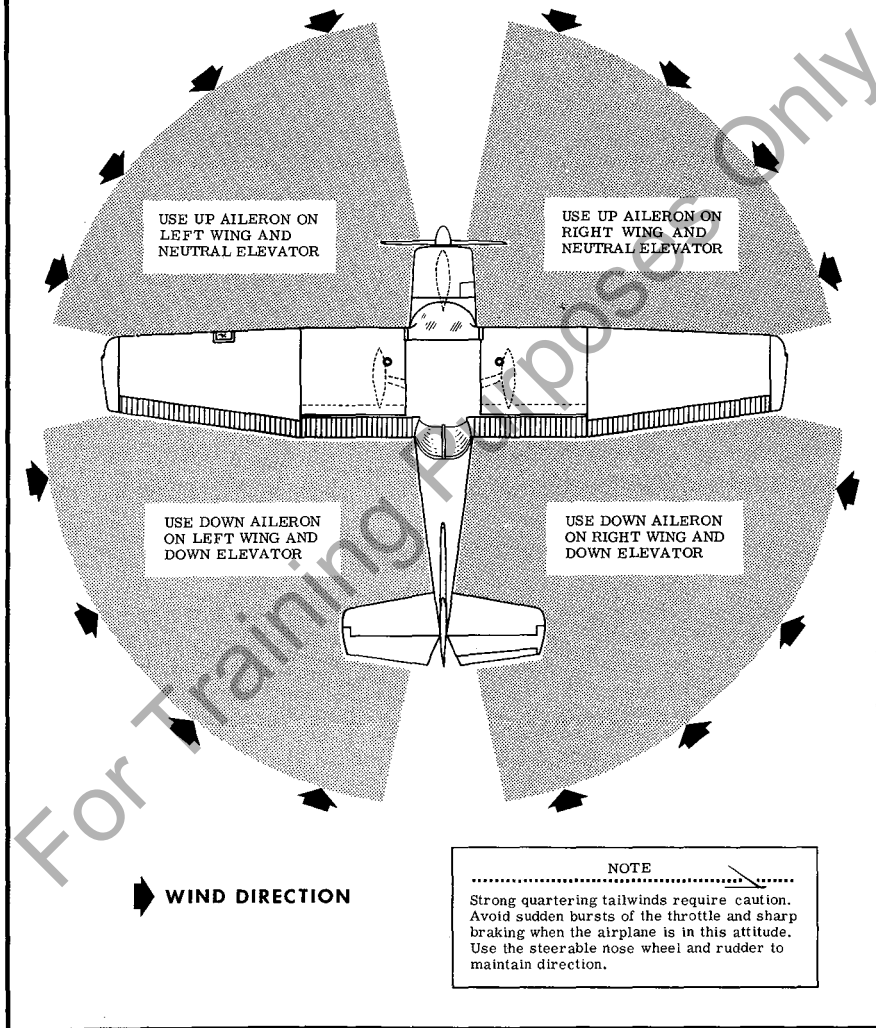 USE UP AILERON ON
LEFT WING AND
NEUTRAL ELEVATOR
USE UP AILERON ON
RIGHT WING AND
NEUTRAL ELEVATOR
USE DOWN AILERON
ON LEFT WING AND
DOWN ELEVATOR
USE DOWN AILERON
ON RIGHT WING AND
DOWN ELEVATOR
For Training Purposes Only
WIND DIRECTION
NOTE
Strong quartering tailwinds require caution.
Avoid sudden bursts of the throttle and sharp
braking when the airplane is in this attitude.
Use the steerable nose wheel and rudder to
maintain direction.